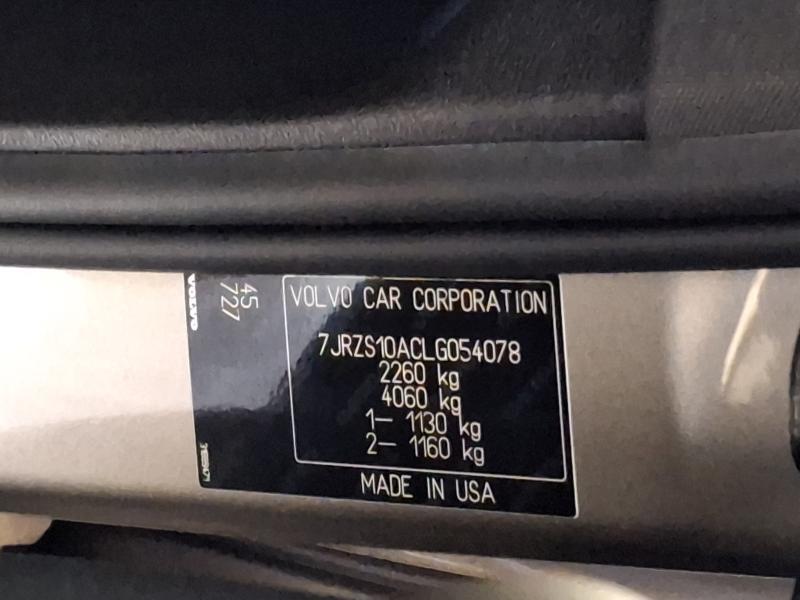 VOLVO
45
727
VOLVO CAR CORPORATION
7JRZS10ACLG054078
2260 kg
4060 kg
1– 1130 kg
2– 1160 kg
MADE IN USA